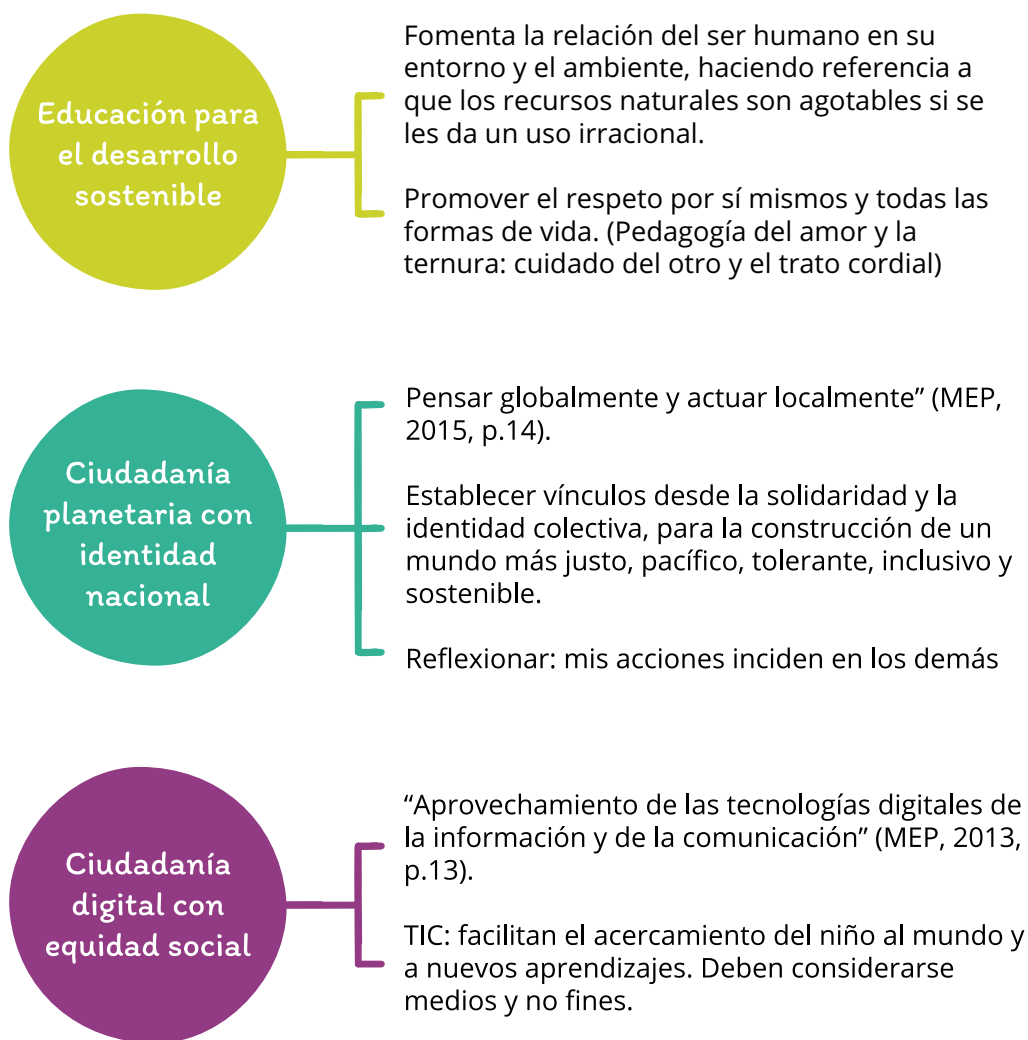 Educación para
el desarrollo
sostenible
Fomenta la relación del ser humano en su
entorno y el ambiente, haciendo referencia a
que los recursos naturales son agotables si se
les da un uso irracional.
Promover el respeto por sí mismos y todas las
formas de vida. (Pedagogía del amor y la
ternura: cuidado del otro y el trato cordial)
Ciudadanía
planetaria con
identidad
nacional
Pensar globalmente y actuar localmente” (MEP,
2015, p.14).
Establecer vínculos desde la solidaridad y la
identidad colectiva, para la construcción de un
mundo más justo, pacífico, tolerante, inclusivo y
sostenible.
Reflexionar: mis acciones inciden en los demás
Ciudadanía
digital con
equidad social
“Aprovechamiento de las tecnologías digitales de
la información y de la comunicación” (MEP, 2013,
p.13).
TIC: facilitan el acercamiento del niño al mundo y
a nuevos aprendizajes. Deben considerarse
medios y no fines.